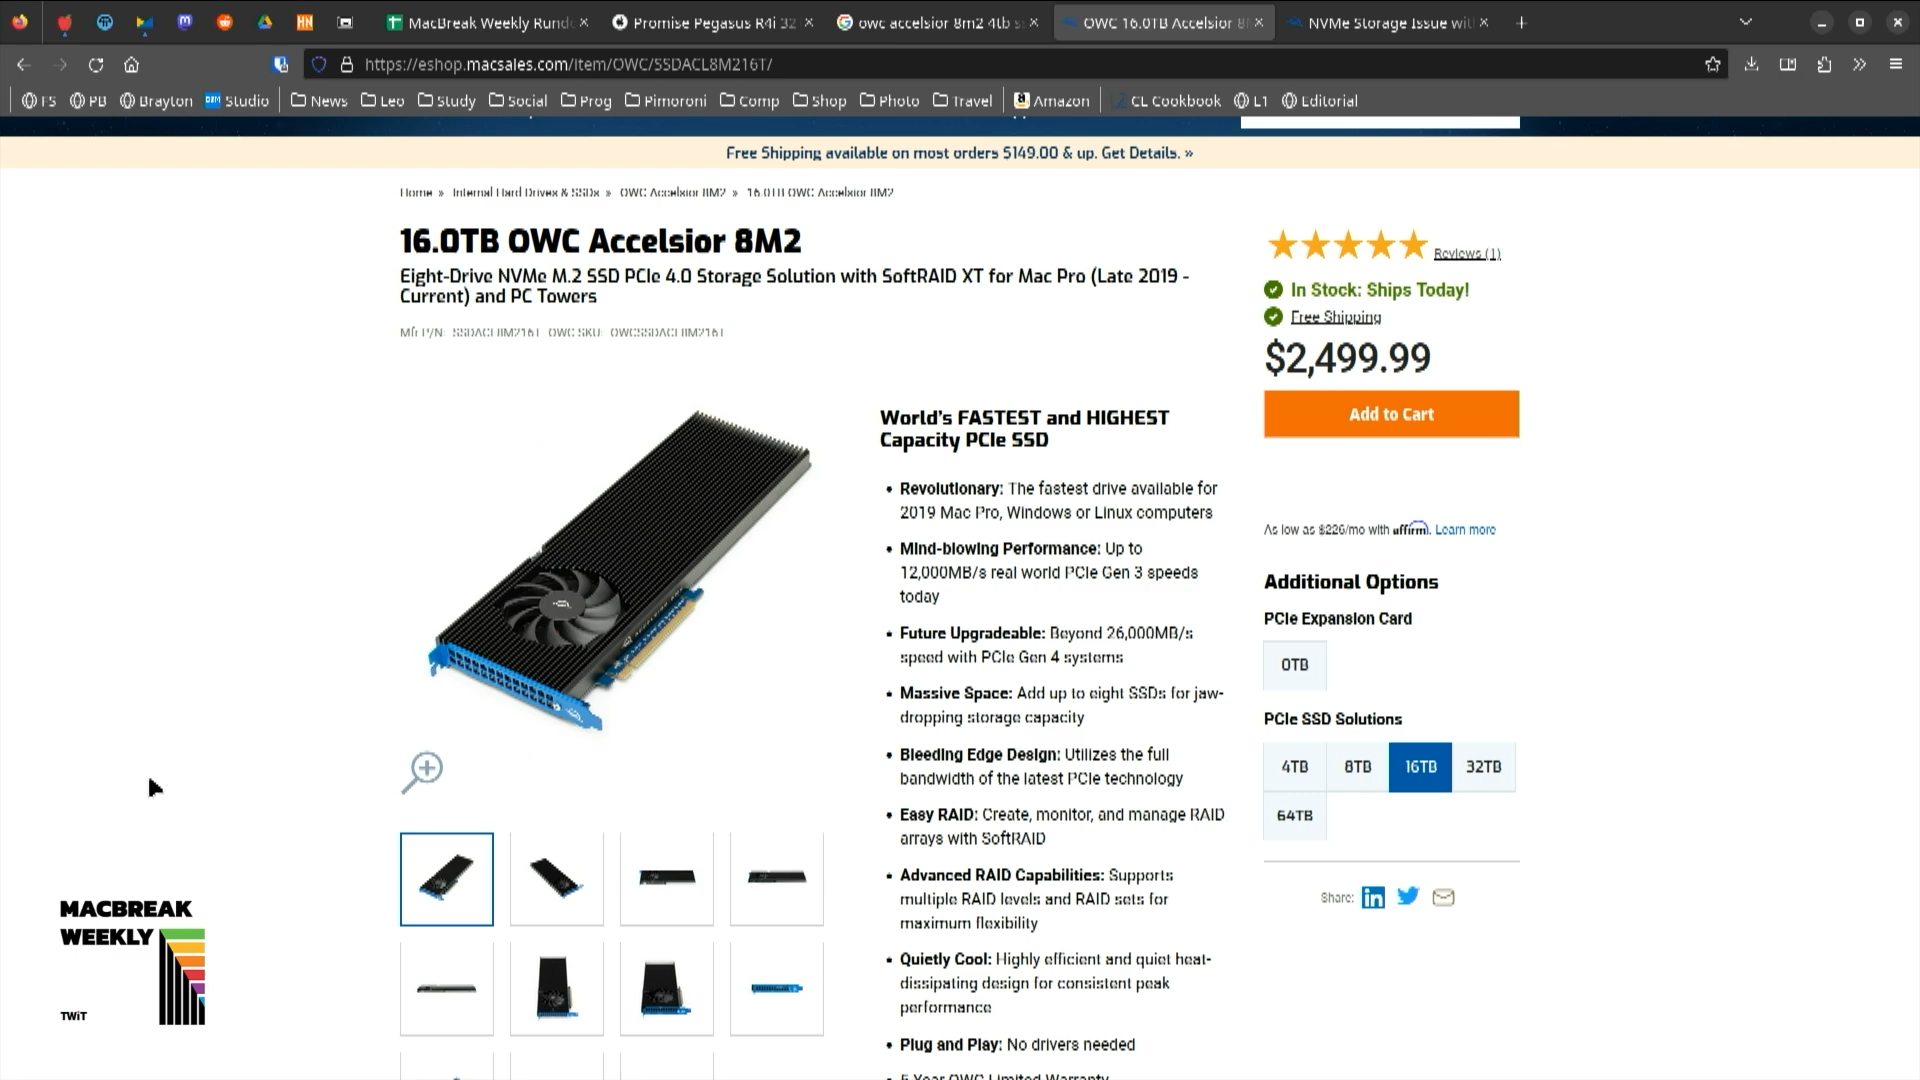 MacBreak Weekly Rund
Promise Pegasus R4i 32
owc accelsior 8m2 4tb s
OWC 16.0TB Accelsior 8
NVMe Storage Issue wit
https://eshop.macsales.com/item/OWC/SSDACL8M216T/
FS PB Brayton Studio News Leo Study Social Prog Pimoroni Comp Shop Photo Travel Amazon CL Cookbook L1 Editorial
Free Shipping available on most orders $149.00 & up. Get Details. »
Home » Internal Hard Drives & SSDs » OWC Accelsior 8M2 » 16.0TB OWC Accelsior 8M2
16.0TB OWC Accelsior 8M2
Eight-Drive NVMe M.2 SSD PCIe 4.0 Storage Solution with SoftRAID XT for Mac Pro (Late 2019 -
Current) and PC Towers
Mfr P/N: SSDACL8M216T OWC SKU: OWCSSDACL8M216T
Reviews (1)
In Stock: Ships Today!
Free Shipping
$2,499.99
Add to Cart
As low as $226/mo with affirm. Learn more
Additional Options
PCIe Expansion Card
0TB
PCIe SSD Solutions
4TB 8TB 16TB 32TB
64TB
Share: in
World's FASTEST and HIGHEST
Capacity PCIe SSD
• Revolutionary: The fastest drive available for
2019 Mac Pro, Windows or Linux computers
• Mind-blowing Performance: Up to
12,000MB/s real world PCIe Gen 3 speeds
today
• Future Upgradeable: Beyond 26,000MB/s
speed with PCIe Gen 4 systems
• Massive Space: Add up to eight SSDs for jaw-
dropping storage capacity
• Bleeding Edge Design: Utilizes the full
bandwidth of the latest PCIe technology
• Easy RAID: Create, monitor, and manage RAID
arrays with SoftRAID
• Advanced RAID Capabilities: Supports
multiple RAID levels and RAID sets for
maximum flexibility
• Quietly Cool: Highly efficient and quiet heat-
dissipating design for consistent peak
performance
• Plug and Play: No drivers needed
• 5 Year OWC Limited Warranty
MACBREAK
WEEKLY
TWiT